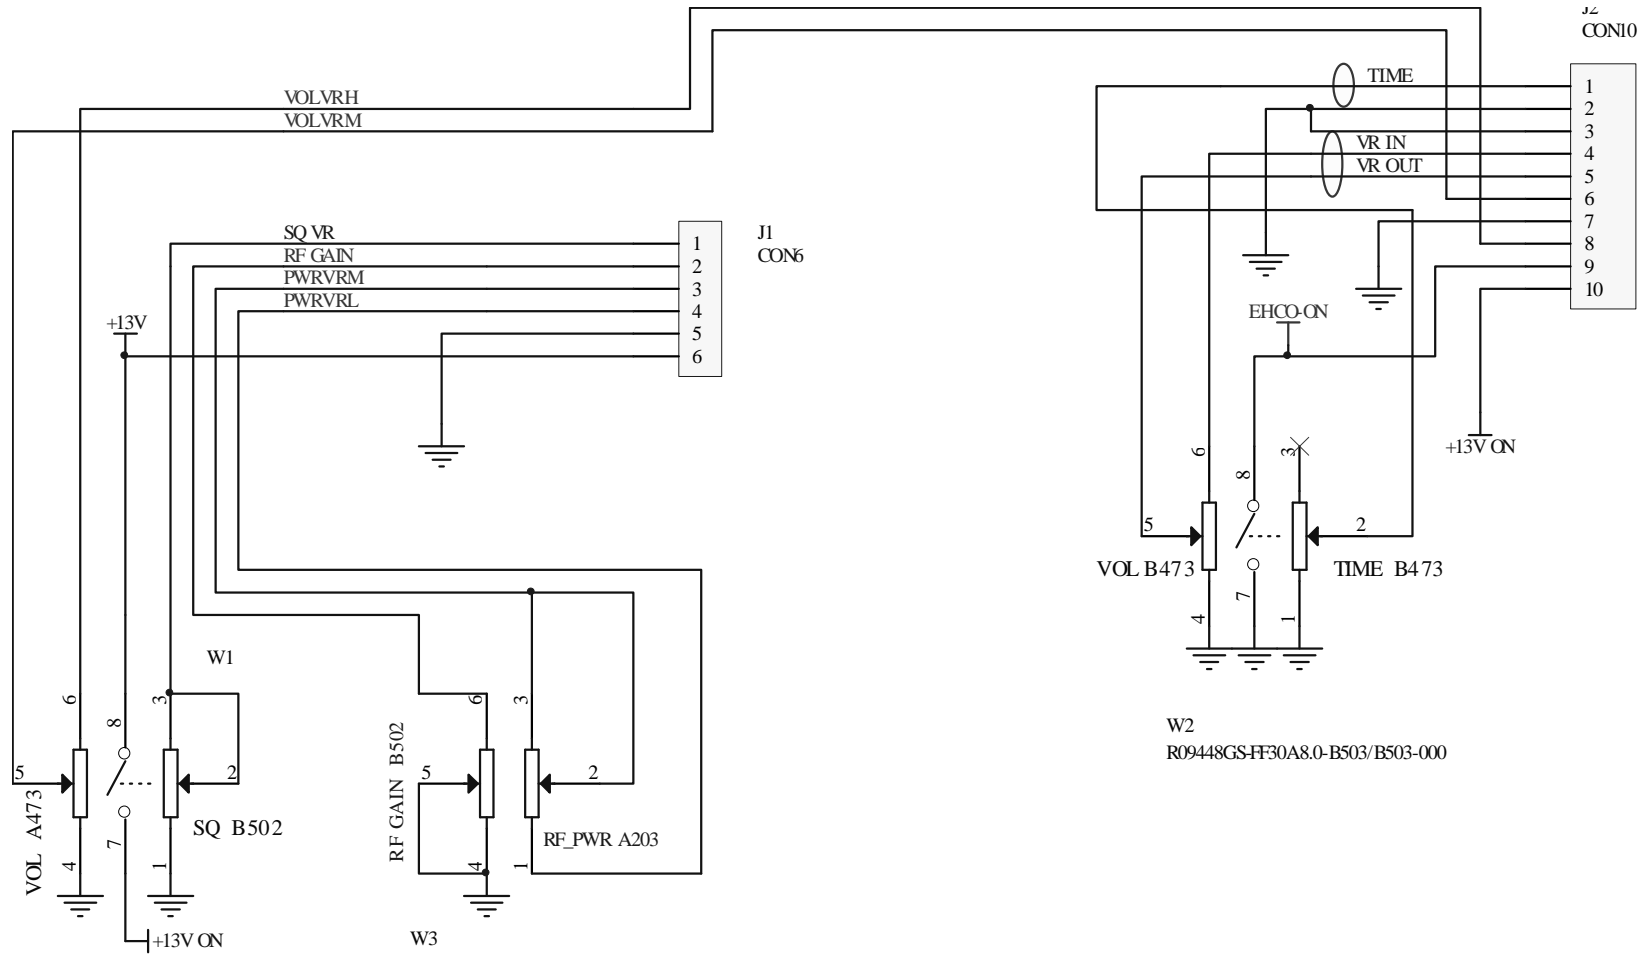 J2
CON10
TIME
1
2
3
4
5
6
7
8
9
10
VOLVRH
VOLVRM
VR IN
VR OUT
SQ VR
RF GAIN
PWRVRM
PWRVRL
J1
CON6
1
2
3
4
5
6
+13V
EHCO-ON
+13V ON
6
8
3
5
2
VOL B473
TIME B473
4
7
1
W1
6
8
3
5
2
VOL A473
SQ B502
4
7
1
+13V ON
6
3
5
2
RF GAIN B502
RF_PWR A203
4
1
W3
W2
R09448GS-FF30A8.0-B503/B503-000